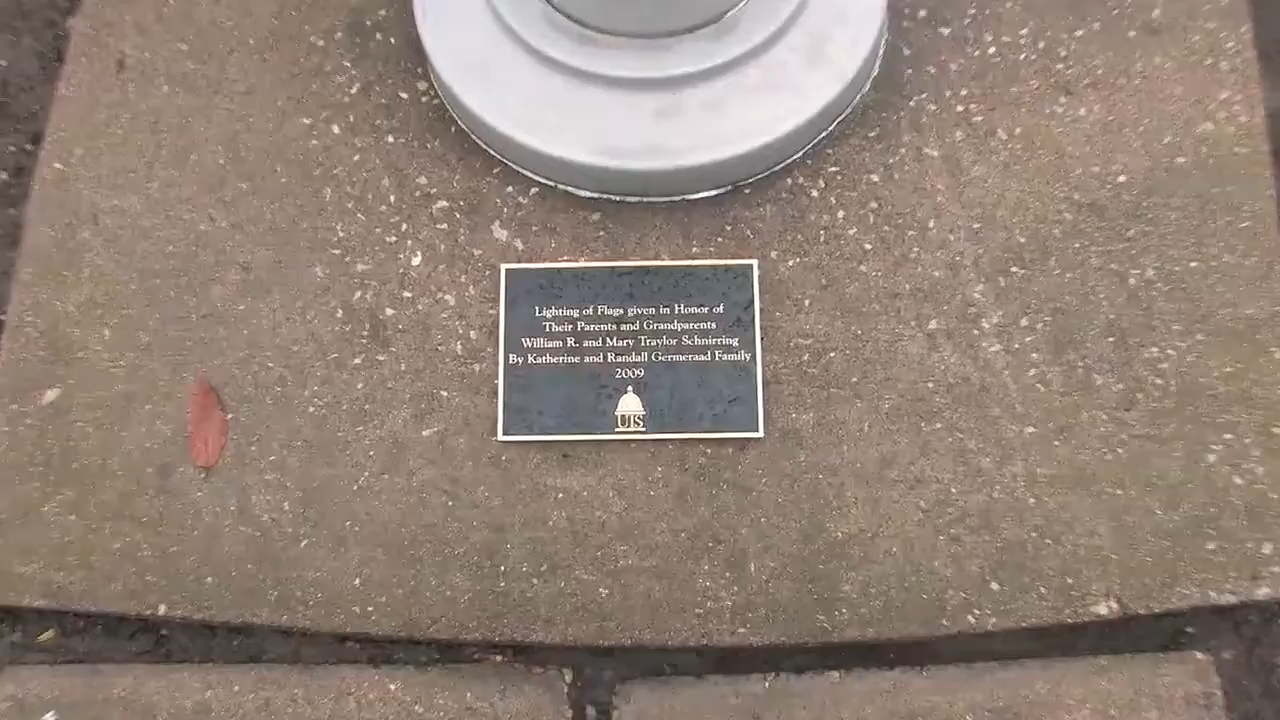 Lighting of Flags given in Honor of
Their Parents and Grandparents
William R. and Mary Traylor Schnirring
By Katherine and Randall Germeraad Family
2009
UIS